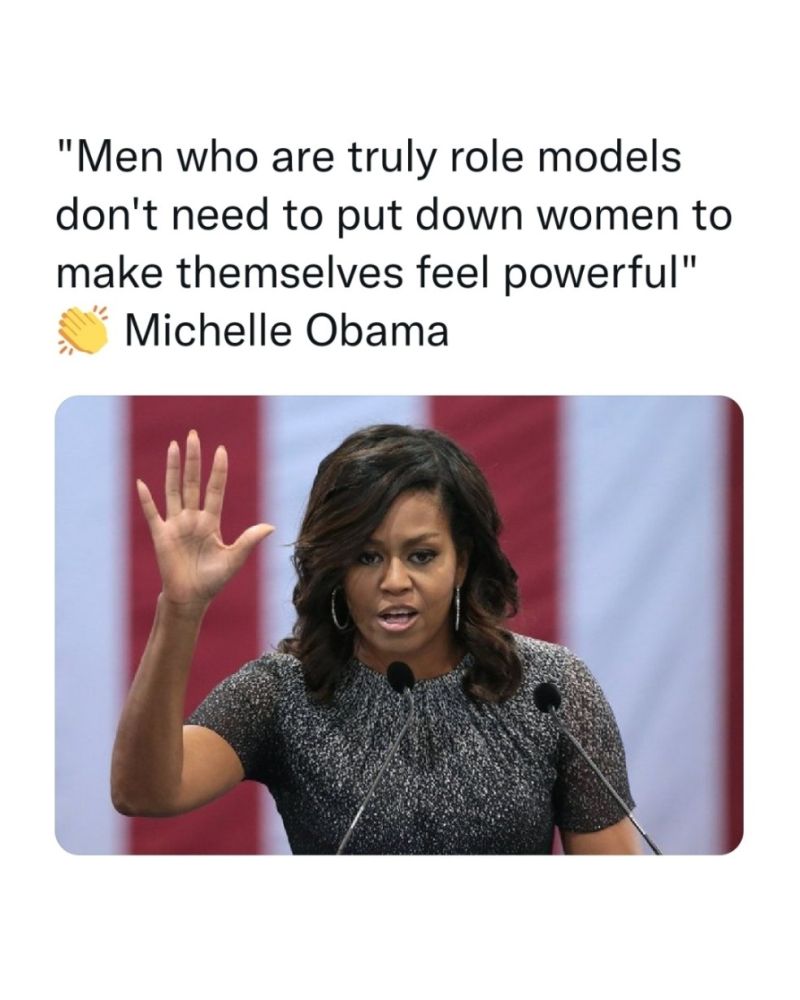 "Men who are truly role models
don't need to put down women to
make themselves feel powerful"
👏 Michelle Obama